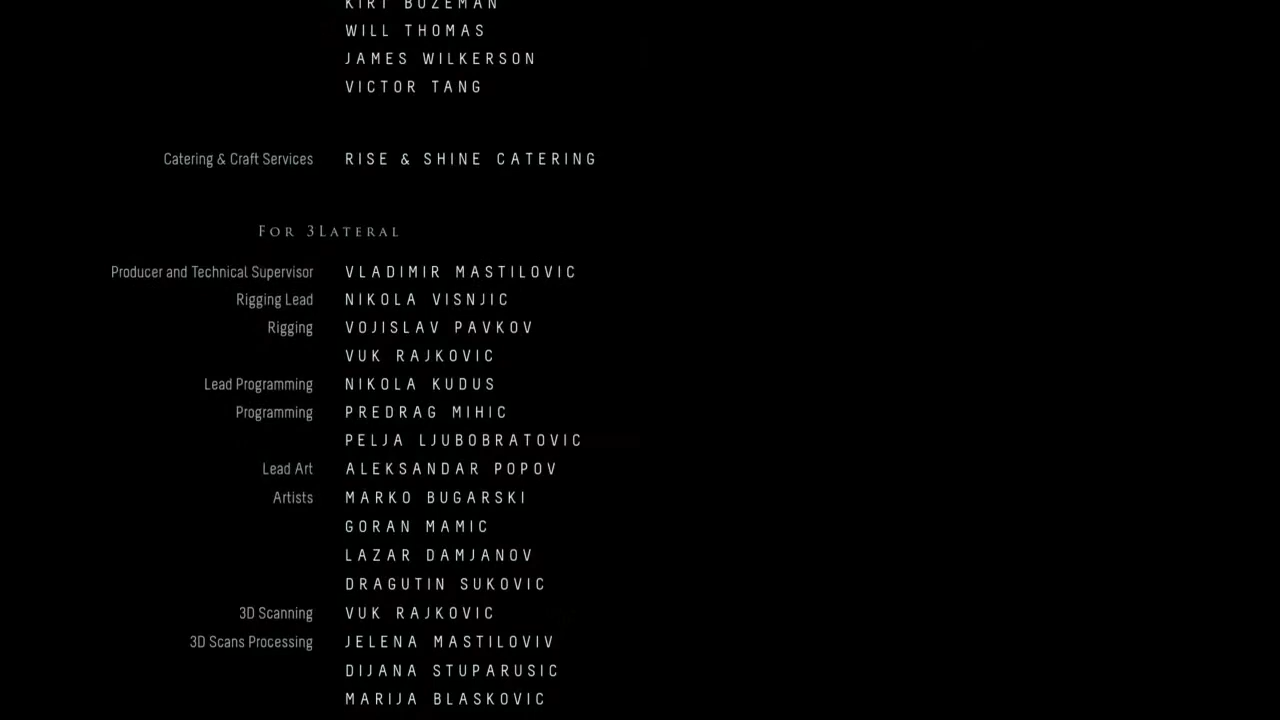 KIRT BOZEMAN
WILL THOMAS
JAMES WILKERSON
VICTOR TANG
Catering & Craft Services RISE & SHINE CATERING
For 3Lateral
Producer and Technical Supervisor VLADIMIR MASTILOVIC
Rigging Lead NIKOLA VISNJIC
Rigging VOJISLAV PAVKOV
VUK RAJKOVIC
Lead Programming NIKOLA KUDUS
Programming PREDRAG MIHIC
PELJA LJUBOBRATOVIC
Lead Art ALEKSANDAR POPOV
Artists MARKO BUGARSKI
GORAN MAMIC
LAZAR DAMJANOV
DRAGUTIN SUKOVIC
3D Scanning VUK RAJKOVIC
3D Scans Processing JELENA MASTILOVIV
DIJANA STUPARUSIC
MARIJA BLASKOVIC